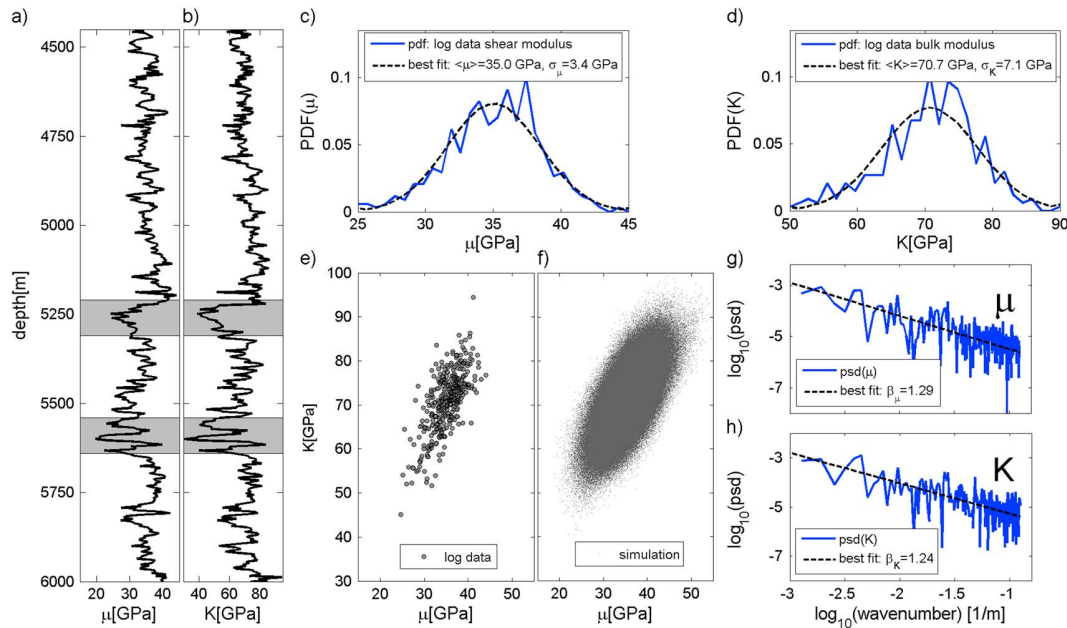 a)
b)
c)
d)
4500
4750
5000
5250
5500
5750
6000
depth[m]
20 30 40
μ[GPa]
40 60 80
K[GPa]
pdf: log data shear modulus
best fit: <μ>=35.0 GPa, σμ=3.4 GPa
0.1
0.05
0
PDF(μ)
25 30 35 40 45
μ[GPa]
pdf: log data bulk modulus
best fit: <K>=70.7 GPa, σK=7.1 GPa
0.1
0.05
0
PDF(K)
50 60 70 80 90
K[GPa]
e)
f)
100
90
80
70
60
50
40
30
K[GPa]
log data
simulation
20 30 40 50
μ[GPa]
20 30 40 50
μ[GPa]
g)
μ
-3
-5
-7
log10(psd)
psd(μ)
best fit: βμ=1.29
h)
K
-3
-5
-7
log10(psd)
psd(K)
best fit: βK=1.24
-3 -2.5 -2 -1.5 -1
log10(wavenumber) [1/m]